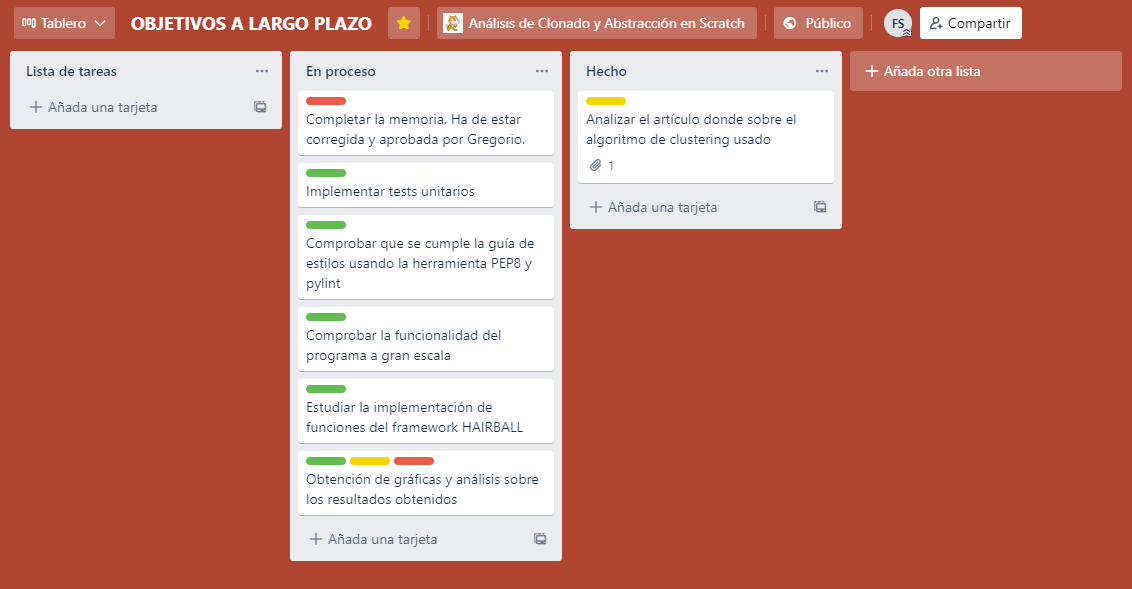 Tablero
OBJETIVOS A LARGO PLAZO
Análisis de Clonado y Abstracción en Scratch
Público
FS
Compartir
Lista de tareas
Añada una tarjeta
En proceso
Completar la memoria. Ha de estar
corregida y aprobada por Gregorio.
Implementar tests unitarios
Comprobar que se cumple la guía de
estilos usando la herramienta PEP8 y
pylint
Comprobar la funcionalidad del
programa a gran escala
Estudiar la implementación de
funciones del framework HAIRBALL
Obtención de gráficas y análisis sobre
los resultados obtenidos
Añada una tarjeta
Hecho
Analizar el artículo donde sobre el
algoritmo de clustering usado
1
Añada una tarjeta
Añada otra lista